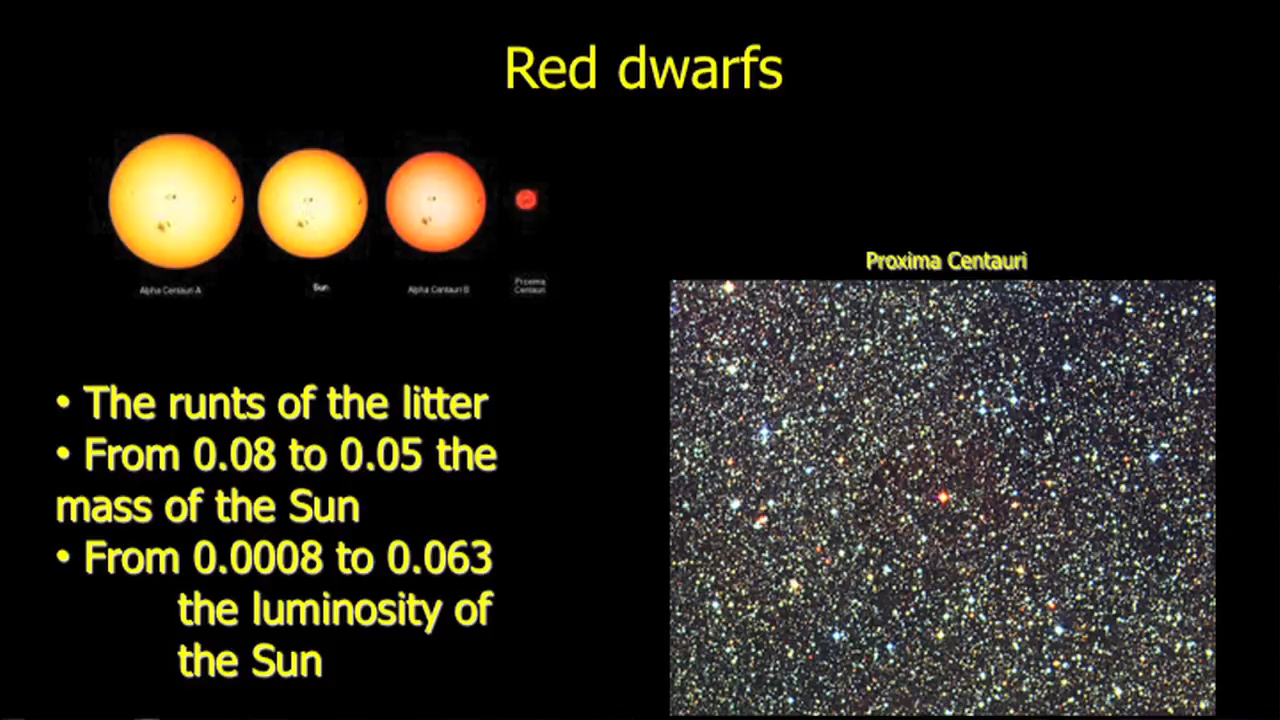 Red dwarfs
Alpha Centauri A
Sun
Alpha Centauri B
Proxima
Centauri
Proxima Centauri
• The runts of the litter
• From 0.08 to 0.05 the
mass of the Sun
• From 0.0008 to 0.063
the luminosity of
the Sun